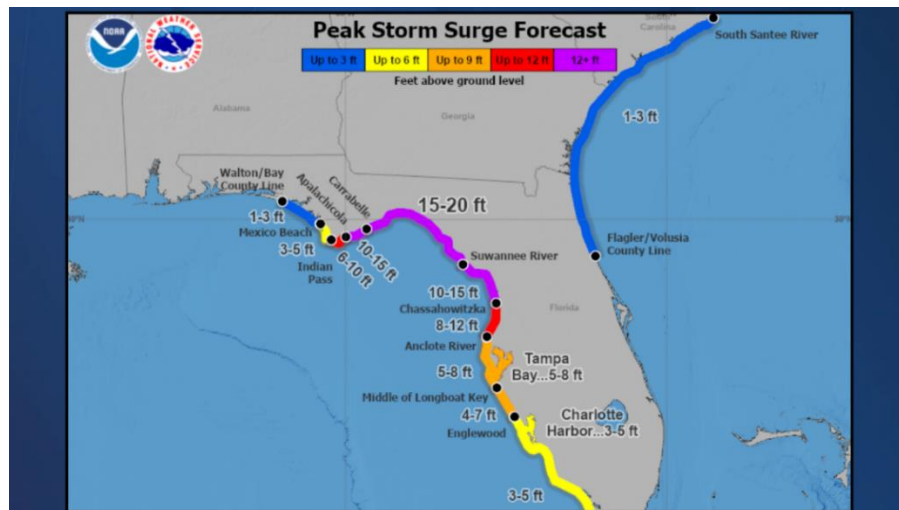 NOAA
NATIONAL WEATHER SERVICE
Peak Storm Surge Forecast
Up to 3 ft
Up to 6 ft
Up to 9 ft
Up to 12 ft
12+ ft
Feet above ground level
South Carolina
South Santee River
Alabama
Georgia
1-3 ft
Walton/Bay
County Line
Apalachicola
Carrabelle
15-20 ft
1-3 ft
Mexico Beach
3-5 ft
Indian
Pass
6-10 ft
10-15 ft
Suwannee River
Flagler/Volusia
County Line
10-15 ft
Chassahowitzka
Florida
8-12 ft
Anclote River
5-8 ft
Tampa
Bay...5-8 ft
Middle of Longboat Key
4-7 ft
Englewood
Charlotte
Harbor...3-5 ft
3-5 ft